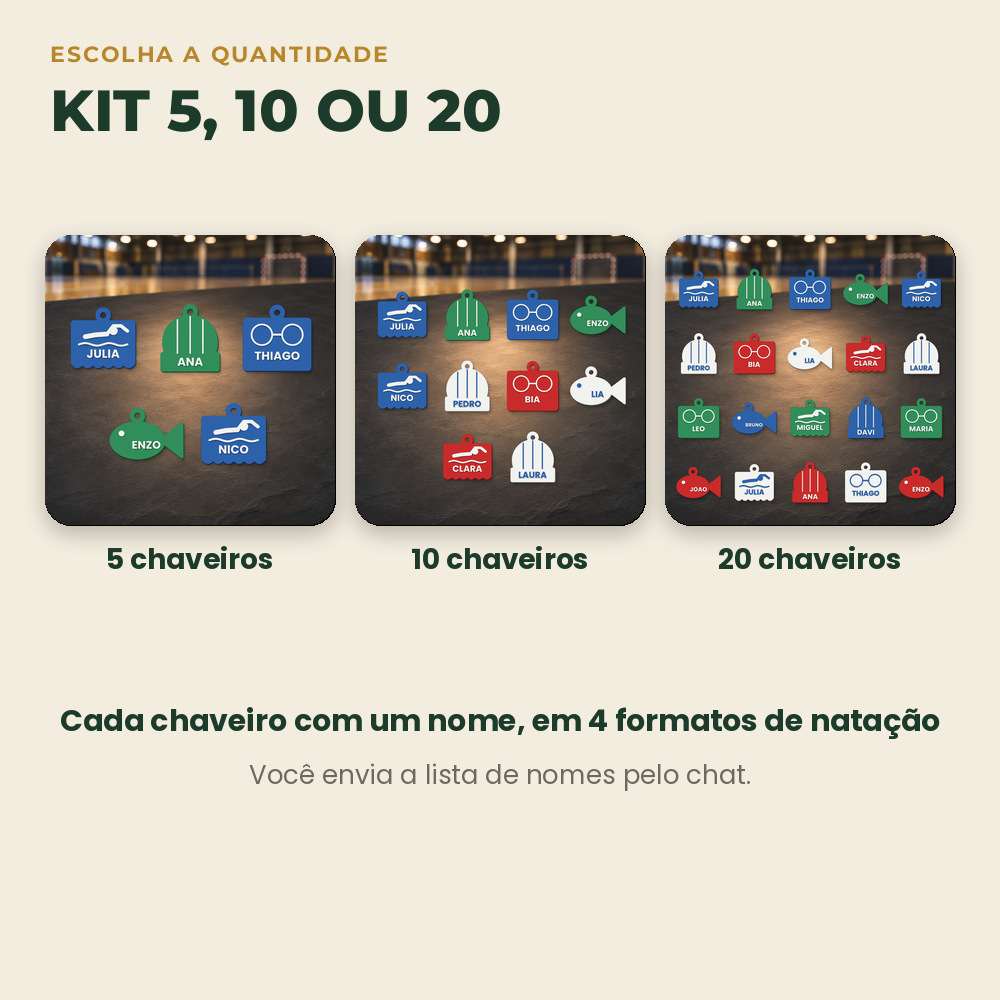 ESCOLHA A QUANTIDADE
KIT 5, 10 OU 20
JULIA
ANA
THIAGO
ENZO
NICO
JULIA
ANA
THIAGO
ENZO
NICO
PEDRO
BIA
LIA
CLARA
LAURA
JULIA
ANA
THIAGO
ENZO
NICO
PEDRO
BIA
LIA
CLARA
LAURA
LEO
BRUNO
MIGUEL
DAVI
MARIA
JOAO
JULIA
ANA
THIAGO
ENZO
5 chaveiros
10 chaveiros
20 chaveiros
Cada chaveiro com um nome, em 4 formatos de natação
Você envia a lista de nomes pelo chat.